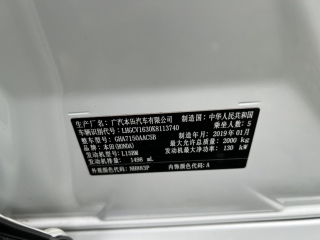 生产厂名：广汽本田汽车有限公司 制造国：中华人民共和国
车辆识别代号：LHGCV1630K8113740 乘坐人数：5
整车型号：GHA7150AAC5B 制造年月：2019年01月
品牌：本田(HONDA) 最大允许总质量：2000 kg
发动机型号：L15BN 发动机最大净功率：130 kW
发动机排量：1498 mL
外观颜色代码：NH883P 内饰颜色代码：A